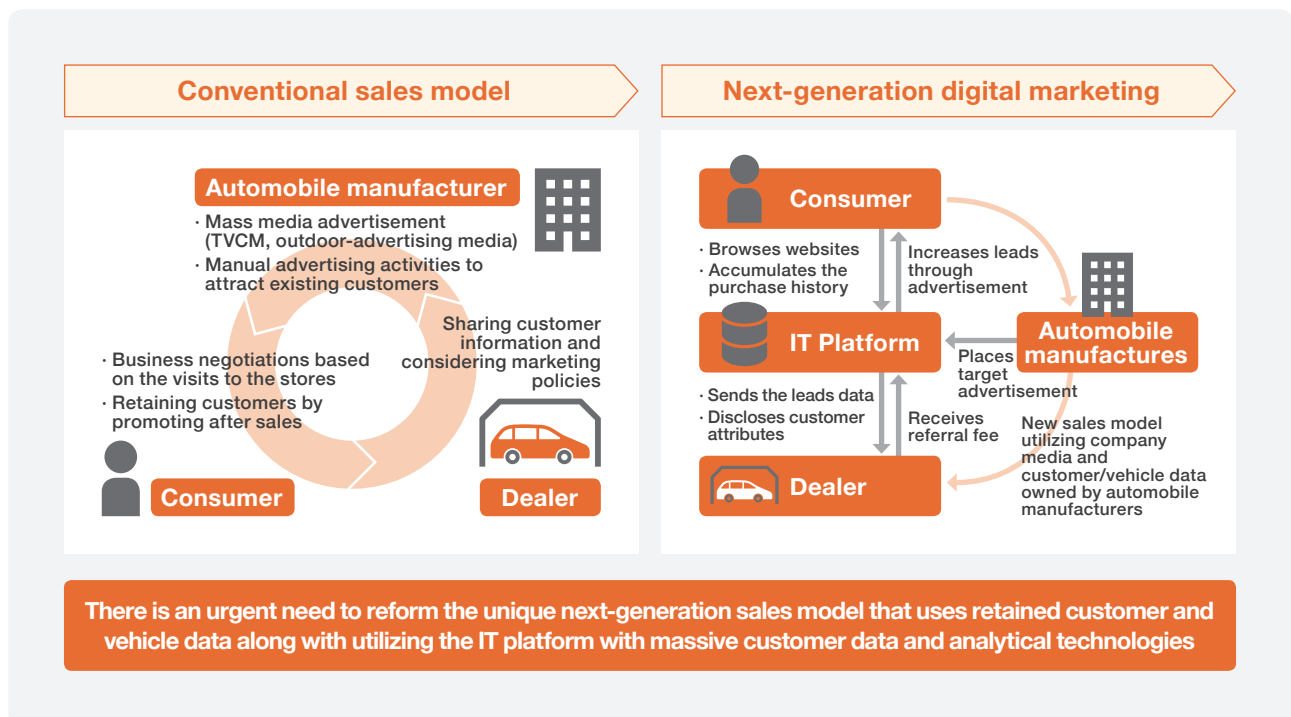 Conventional sales model
Automobile manufacturer
· Mass media advertisement
(TVCM, outdoor-advertising media)
· Manual advertising activities to
attract existing customers
Sharing customer
information and
considering marketing
policies
· Business negotiations based
on the visits to the stores
· Retaining customers by
promoting after sales
Consumer
Dealer
Next-generation digital marketing
Consumer
· Browses websites
· Accumulates the
purchase history
Increases leads
through
advertisement
IT Platform
Automobile
manufactures
Places
target
advertisement
· Sends the leads data
· Discloses customer
attributes
Receives
referral fee
New sales model
utilizing company
media and
customer/vehicle data
owned by automobile
manufacturers
Dealer
There is an urgent need to reform the unique next-generation sales model that uses retained customer and
vehicle data along with utilizing the IT platform with massive customer data and analytical technologies